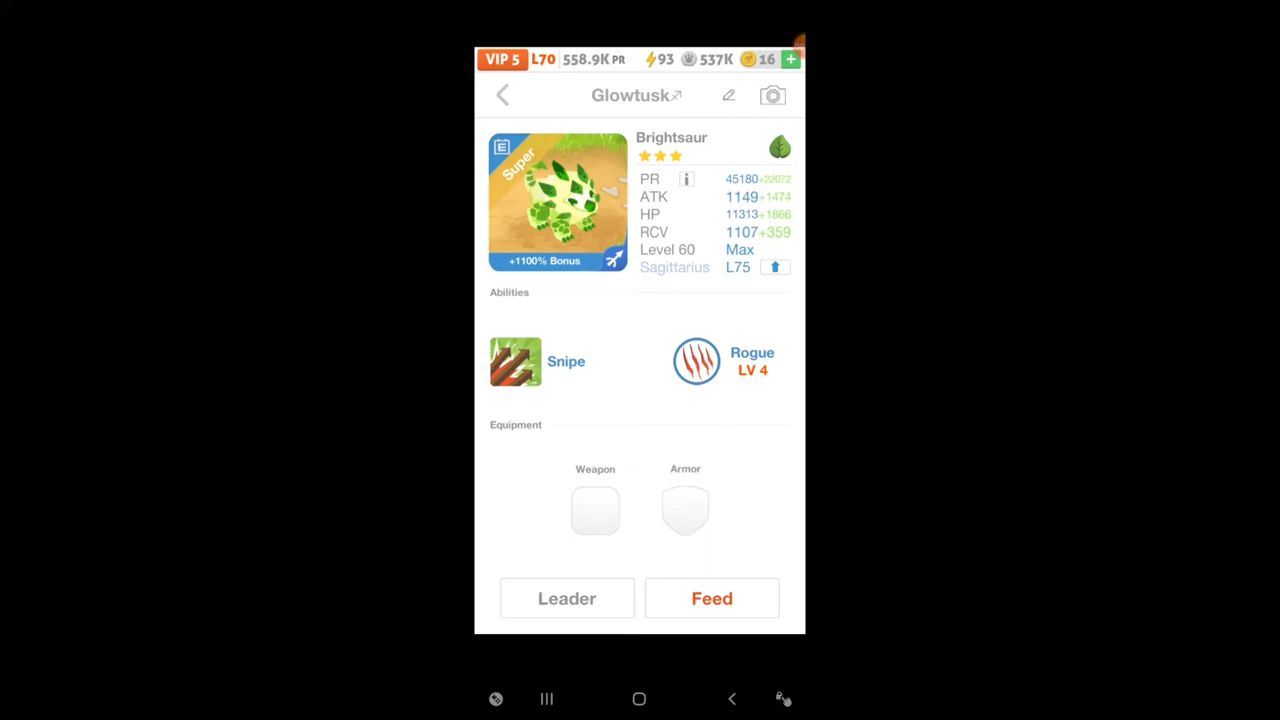 VIP 5 L70 558.9K PR 93 537K 16 +
Glowtusk♐
Brightsaur
E
Super
PR i 45180+22072
ATK 1149+1474
HP 11313+1866
RCV 1107+359
Level 60 Max
Sagittarius L75
+1100% Bonus
Abilities
Snipe
Rogue
LV 4
Equipment
Weapon Armor
Leader Feed